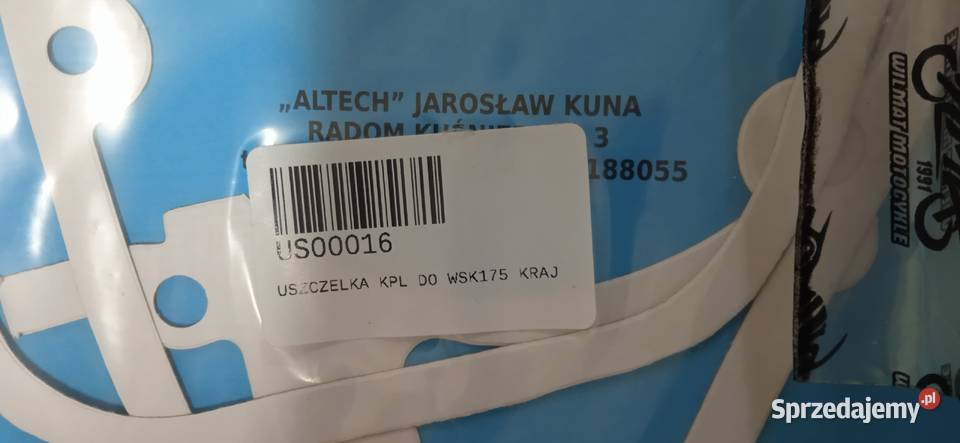 „ALTECH” JAROSŁAW KUNA
RADOM 3
188055
US00016
USZCZELKA KPL DO WSK175 KRAJ
WILMAT MOTOCYKLE
1991
Sprzedajemy.pl